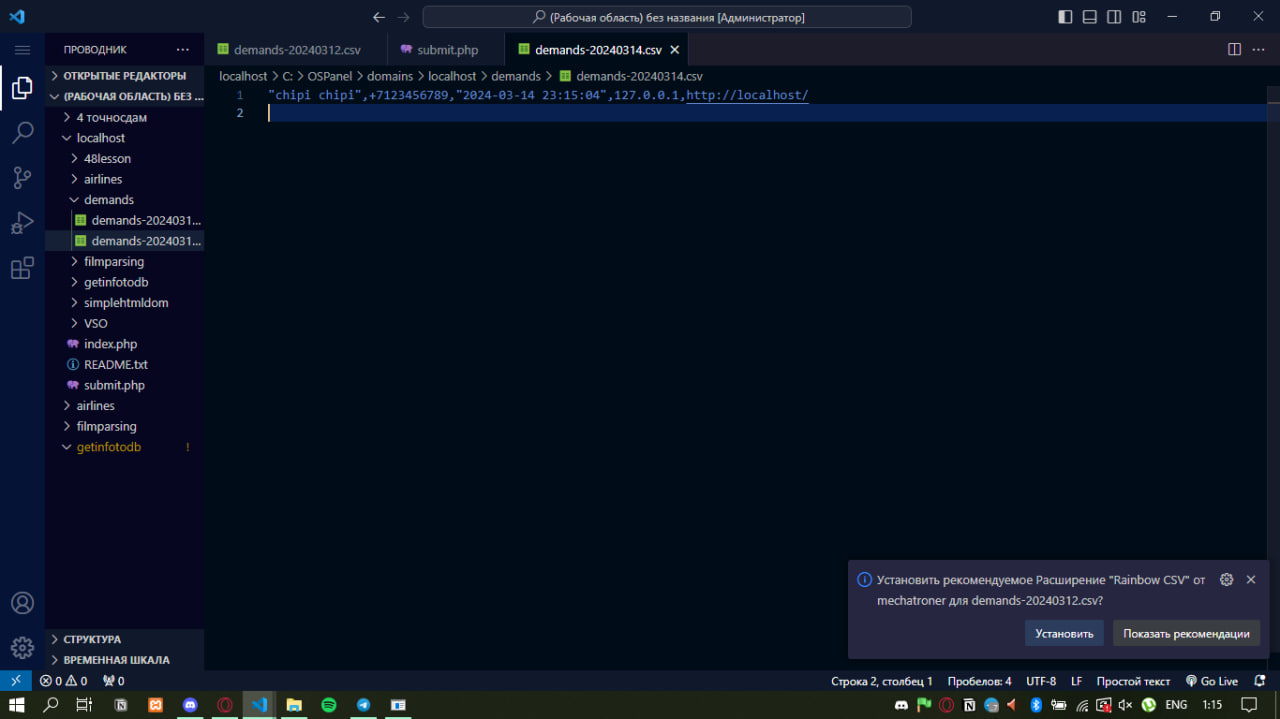 (Рабочая область) без названия [Администратор]
ПРОВОДНИК
demands-20240312.csv
submit.php
demands-20240314.csv
ОТКРЫТЫЕ РЕДАКТОРЫ
(РАБОЧАЯ ОБЛАСТЬ) БЕЗ ...
4 точносдам
localhost
48lesson
airlines
demands
demands-2024031...
demands-2024031...
filmparsing
getinfotodb
simplehtmldom
VSO
index.php
README.txt
submit.php
airlines
filmparsing
getinfotodb !
СТРУКТУРА
ВРЕМЕННАЯ ШКАЛА
localhost > C: > OSPanel > domains > localhost > demands > demands-20240314.csv
1 "chipi chipi",+7123456789,"2024-03-14 23:15:04",127.0.0.1,http://localhost/
2
Установить рекомендуемое Расширение "Rainbow CSV" от
mechatroner для demands-20240312.csv?
Установить
Показать рекомендации
0 0 0
Строка 2, столбец 1 Пробелов: 4 UTF-8 LF Простой текст Go Live
ENG 1:15